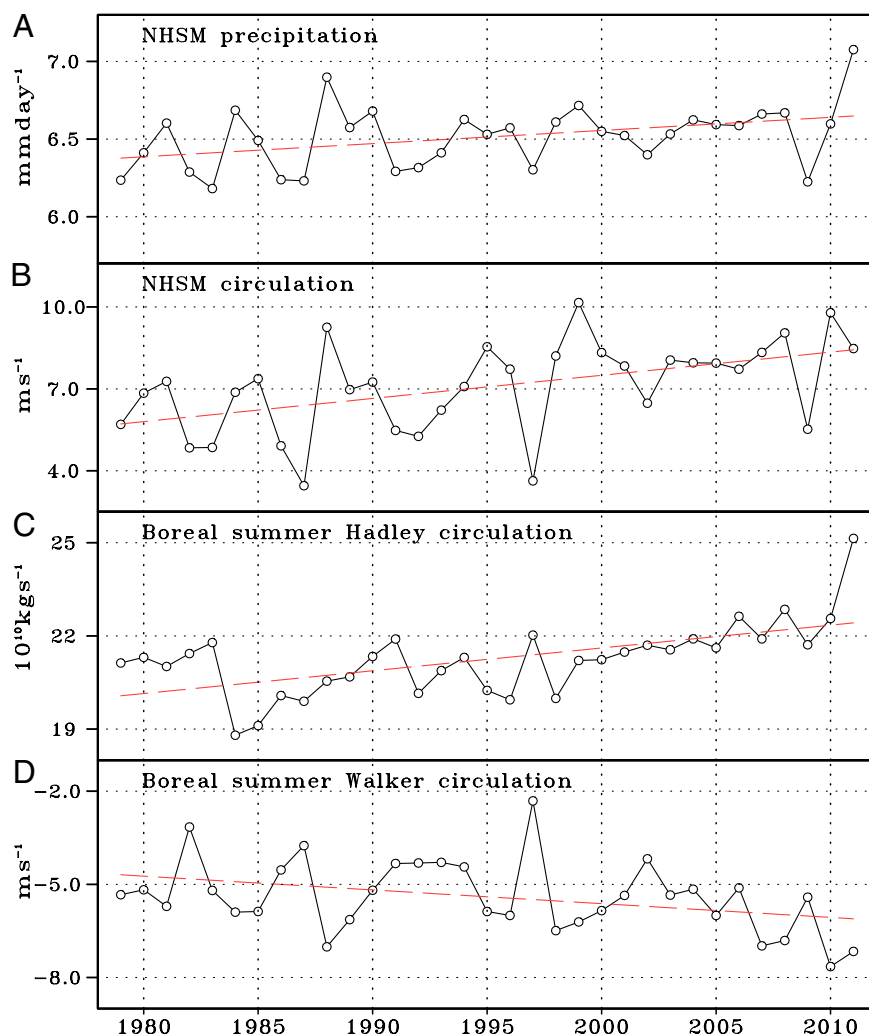 A
NHSM precipitation
7.0
6.5
6.0
mmday⁻¹
B
NHSM circulation
10.0
7.0
4.0
ms⁻¹
C
Boreal summer Hadley circulation
25
22
19
10¹⁰kgs⁻¹
D
Boreal summer Walker circulation
-2.0
-5.0
-8.0
ms⁻¹
1980 1985 1990 1995 2000 2005 2010